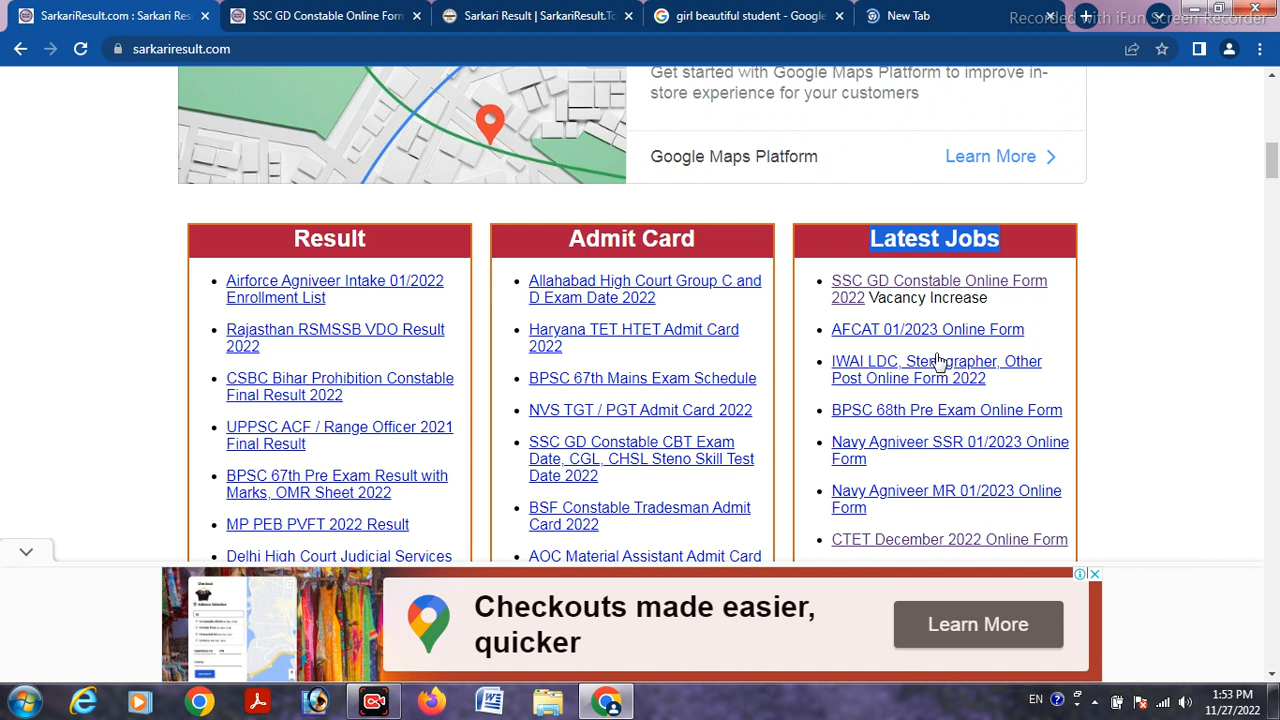 SarkariResult.com : Sarkari Res
SSC GD Constable Online Form
Sarkari Result | SarkariResult.To
girl beautiful student - Google
New Tab
Recorded with iFun Screen Recorder
sarkariresult.com
Get started with Google Maps Platform to improve in-
store experience for your customers
Google Maps Platform
Learn More
Result
Airforce Agniveer Intake 01/2022
Enrollment List
Rajasthan RSMSSB VDO Result
2022
CSBC Bihar Prohibition Constable
Final Result 2022
UPPSC ACF / Range Officer 2021
Final Result
BPSC 67th Pre Exam Result with
Marks, OMR Sheet 2022
MP PEB PVFT 2022 Result
Delhi High Court Judicial Services
Admit Card
Allahabad High Court Group C and
D Exam Date 2022
Haryana TET HTET Admit Card
2022
BPSC 67th Mains Exam Schedule
NVS TGT / PGT Admit Card 2022
SSC GD Constable CBT Exam
Date, CGL, CHSL Steno Skill Test
Date 2022
BSF Constable Tradesman Admit
Card 2022
AOC Material Assistant Admit Card
Latest Jobs
SSC GD Constable Online Form
2022 Vacancy Increase
AFCAT 01/2023 Online Form
IWAI LDC, Stenographer, Other
Post Online Form 2022
BPSC 68th Pre Exam Online Form
Navy Agniveer SSR 01/2023 Online
Form
Navy Agniveer MR 01/2023 Online
Form
CTET December 2022 Online Form
Checkout
Checkouts made easier,
quicker
Learn More
EN
1:53 PM
11/27/2022